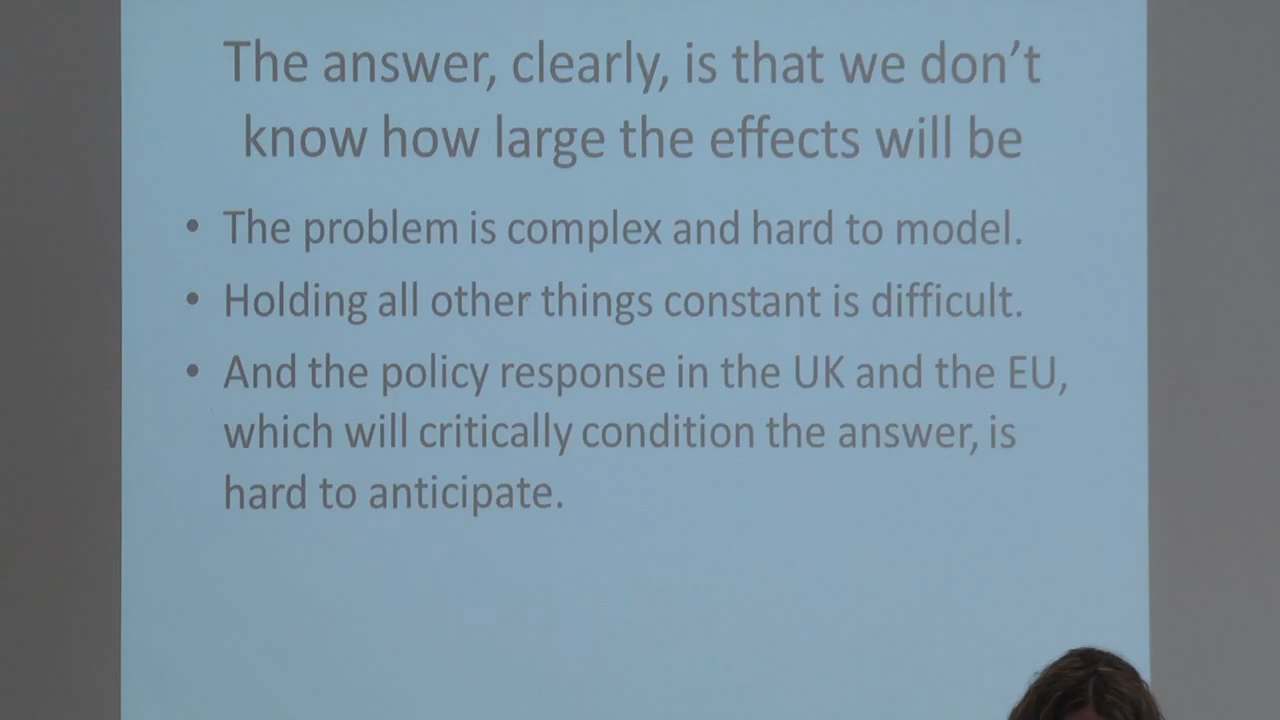 The answer, clearly, is that we don’t
know how large the effects will be
• The problem is complex and hard to model.
• Holding all other things constant is difficult.
• And the policy response in the UK and the EU,
which will critically condition the answer, is
hard to anticipate.